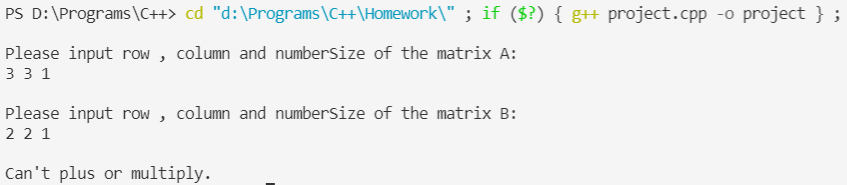 PS D:\Programs\C++> cd "d:\Programs\C++\Homework\" ; if ($?) { g++ project.cpp -o project } ;
Please input row , column and numberSize of the matrix A:
3 3 1
Please input row , column and numberSize of the matrix B:
2 2 1
Can't plus or multiply.